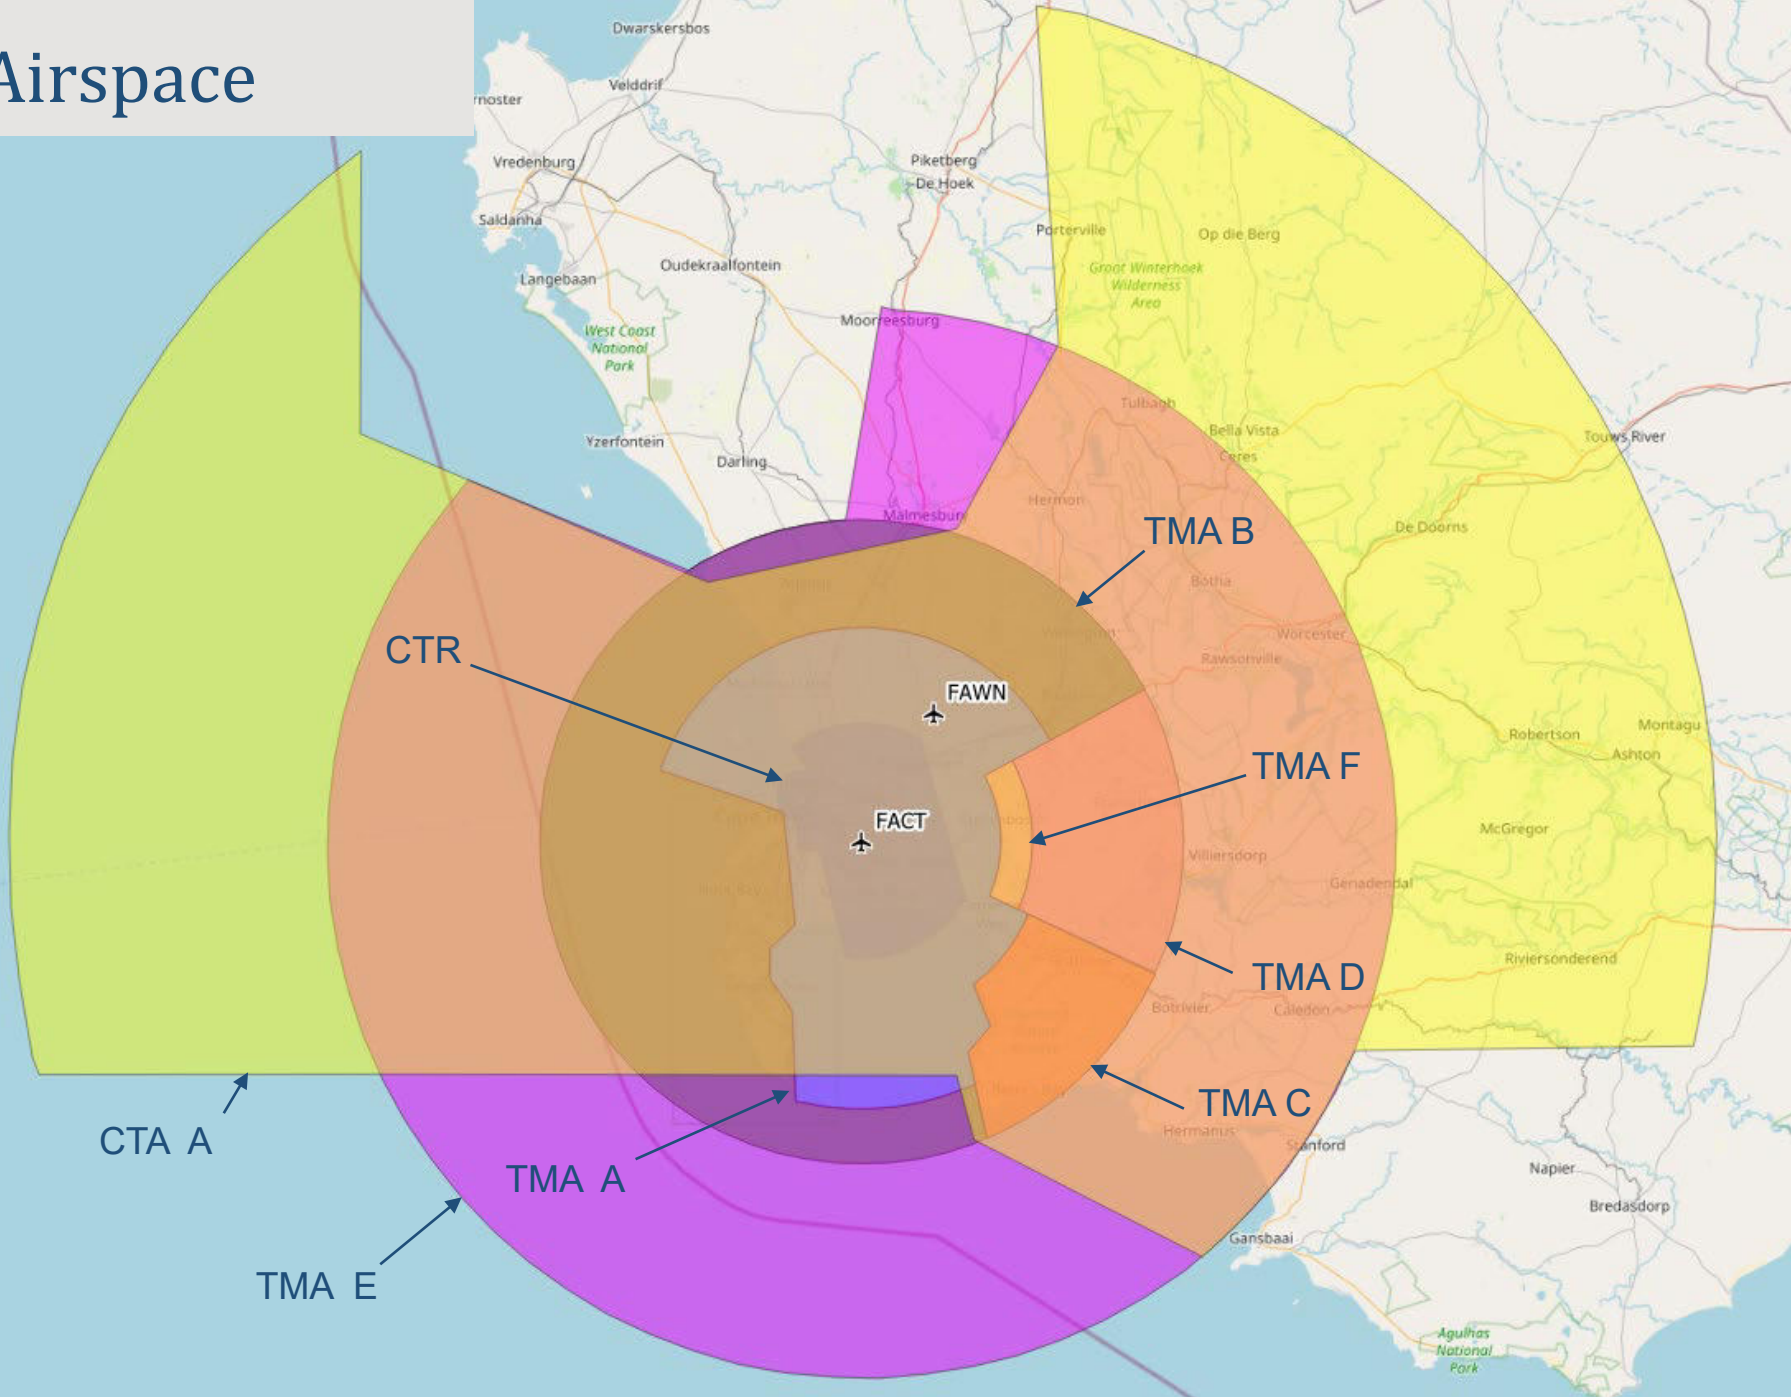 Airspace
Dwarskersbos
Velddrif
rnoster
Vredenburg
Piketberg
De Hoek
Saldanha
Porterville
Op die Berg
Oudekraalfontein
Langebaan
Groot Winterhoek
Wilderness
Area
Moorreesburg
West Coast
National
Park
Tulbagh
Yzerfontein
Bella Vista
Touws River
Darling
Ceres
Hermon
Malmesbury
De Doorns
TMA B
Botha
Worcester
CTR
Rawsonville
FAWN
Montagu
Robertson
Ashton
TMA F
FACT
McGregor
Villiersdorp
Genadendal
Riviersonderend
TMA D
Botrivier
Caledon
TMA C
CTA A
Hermanus
Stanford
Napier
TMA A
Bredasdorp
Gansbaai
TMA E
Agulhas
National
Park